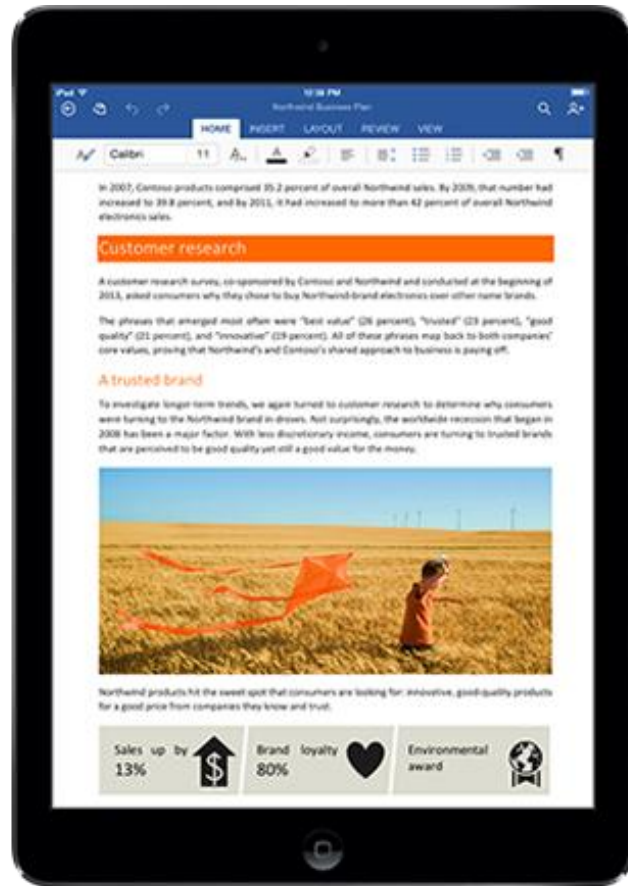 iPad
12:38 PM
Northwind Business Plan
HOME INSERT LAYOUT REVIEW VIEW
Calibri 11 A A ¶
In 2007, Contoso products comprised 35.2 percent of overall Northwind sales. By 2009, that number had
increased to 39.8 percent, and by 2011, it had increased to more than 42 percent of overall Northwind
electronics sales.
Customer research
A customer research survey, co-sponsored by Contoso and Northwind and conducted at the beginning of
2013, asked consumers why they chose to buy Northwind-brand electronics over other name brands.
The phrases that emerged most often were "best value" (26 percent), "trusted" (23 percent), "good
quality" (21 percent), and "innovative" (19 percent). All of these phrases map back to both companies'
core values, proving that Northwind's and Contoso's shared approach to business is paying off.
A trusted brand
To investigate longer-term trends, we again turned to customer research to determine why consumers
were turning to the Northwind brand in droves. Not surprisingly, the worldwide recession that began in
2008 has been a major factor. With less discretionary income, consumers are turning to trusted brands
that are perceived to be good quality yet still a good value for the money.
Northwind products hit the sweet spot that consumers are looking for: innovative, good-quality products
for a good price from companies they know and trust.
Sales up by
13%
$
Brand loyalty
80%
Environmental
award